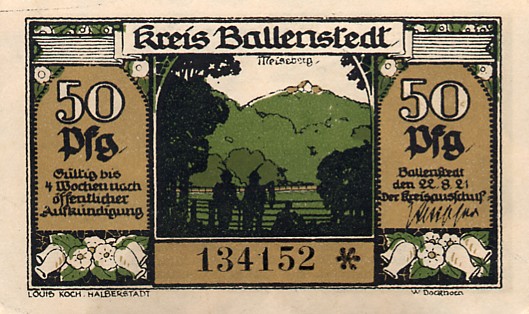 Kreis Ballenstedt
Meiseberg.
50
Pfg
Gültig bis
4 Wochen nach
öffentlicher
Aufkündigung
50
Pfg
Ballenstedt
den 22.8.21
Der Kreisausschuß
134152 *
LOUIS KOCH. HALBERSTADT